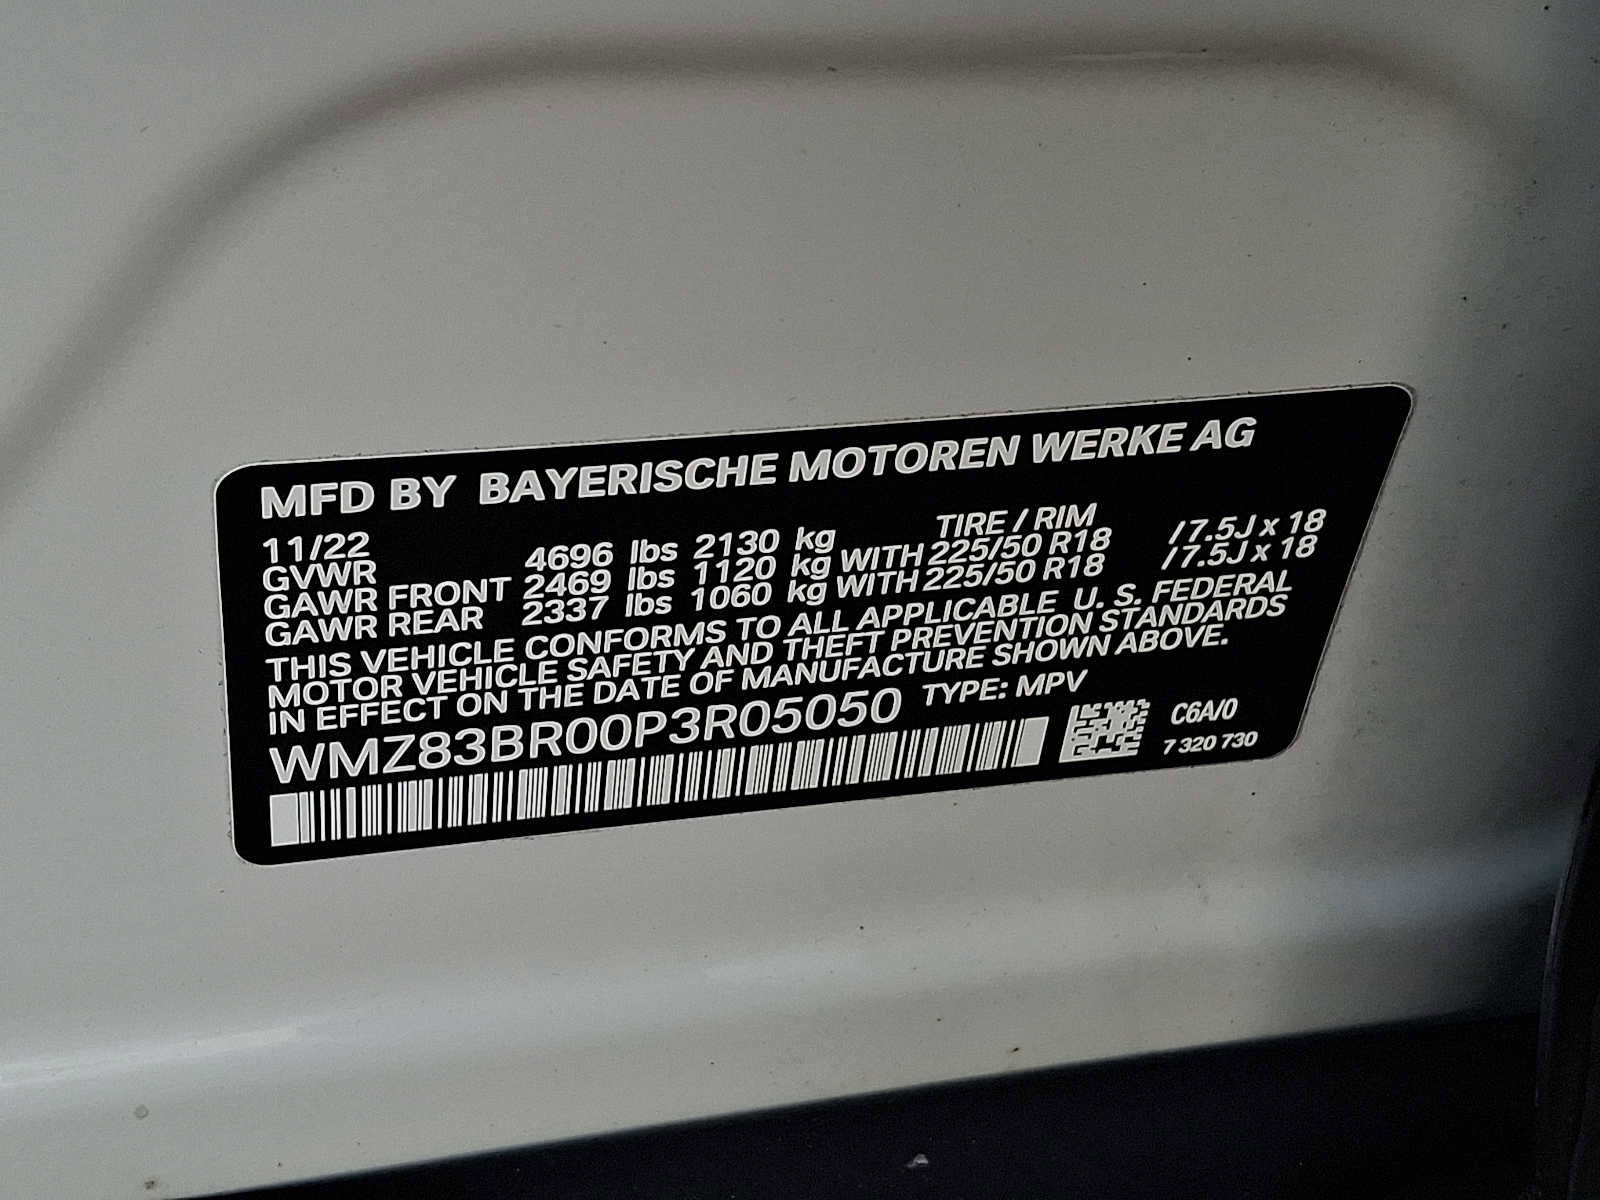 MFD BY BAYERISCHE MOTOREN WERKE AG
11/22 TIRE / RIM
GVWR 4696 lbs 2130 kg
GAWR FRONT 2469 lbs 1120 kg WITH 225/50 R18 /7.5J x 18
GAWR REAR 2337 lbs 1060 kg WITH 225/50 R18 /7.5J x 18
THIS VEHICLE CONFORMS TO ALL APPLICABLE U. S. FEDERAL
MOTOR VEHICLE SAFETY AND THEFT PREVENTION STANDARDS
IN EFFECT ON THE DATE OF MANUFACTURE SHOWN ABOVE.
WMZ83BR00P3R05050 TYPE: MPV
C6A/0
7 320 730